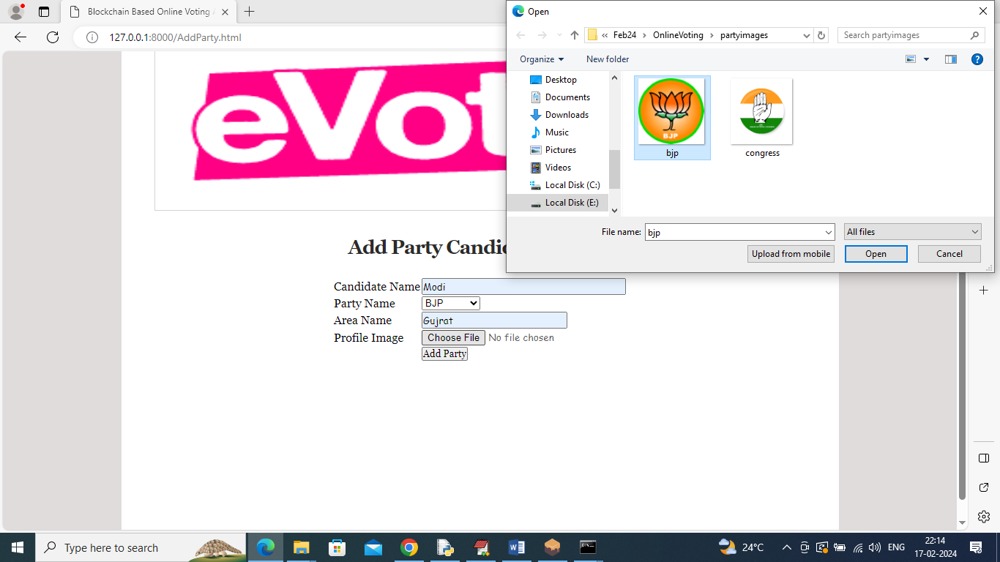 Blockchain Based Online Voting
127.0.0.1:8000/AddParty.html
eVot
Add Party Candid
Candidate Name Modi
Party Name BJP
Area Name Gujrat
Profile Image Choose File No file chosen
Add Party
Open
« Feb24 › OnlineVoting › partyimages
Search partyimages
Organize New folder
Desktop
Documents
Downloads
Music
Pictures
Videos
Local Disk (C:)
Local Disk (E:)
BJP
bjp
congress
File name: bjp
All files
Upload from mobile Open Cancel
Type here to search
24°C
ENG
22:14
17-02-2024